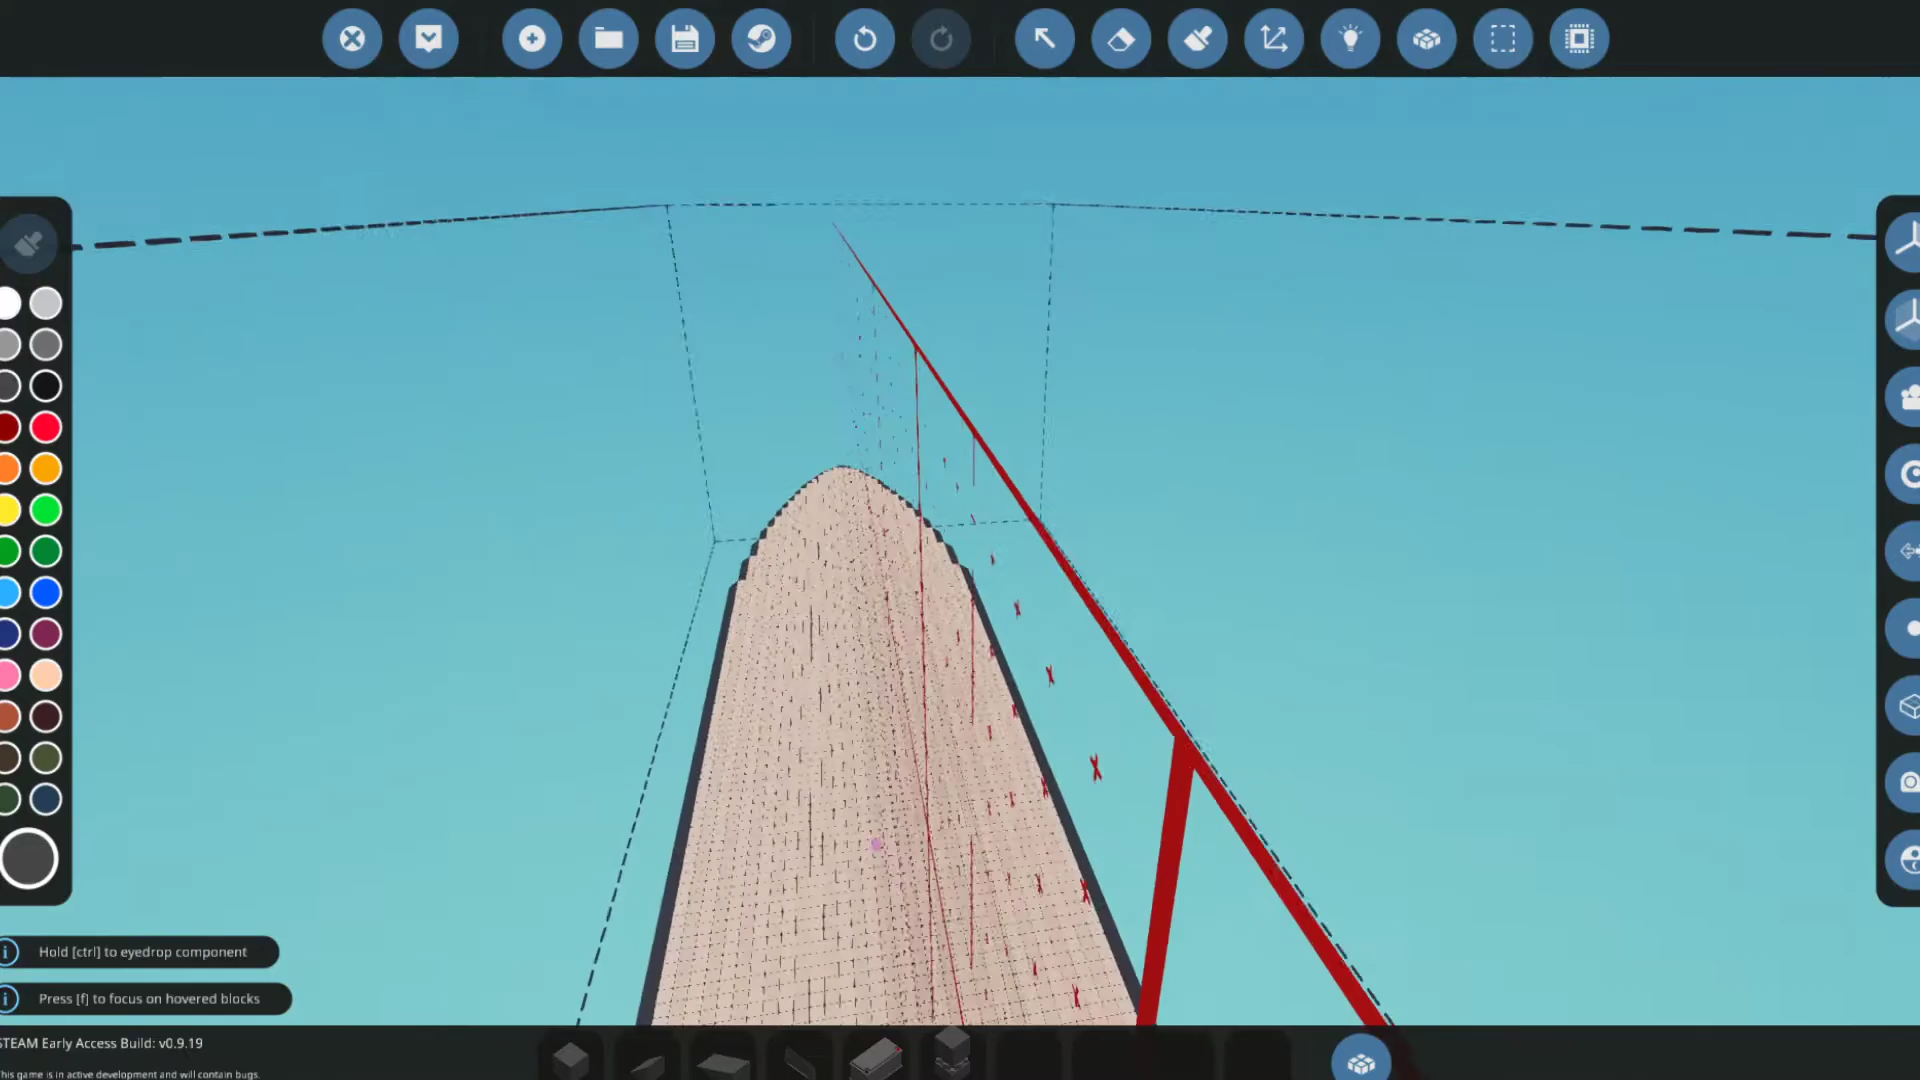 Hold [ctrl] to eyedrop component
Press [f] to focus on hovered blocks
STEAM Early Access Build: v0.9.19
This game is in active development and will contain bugs.